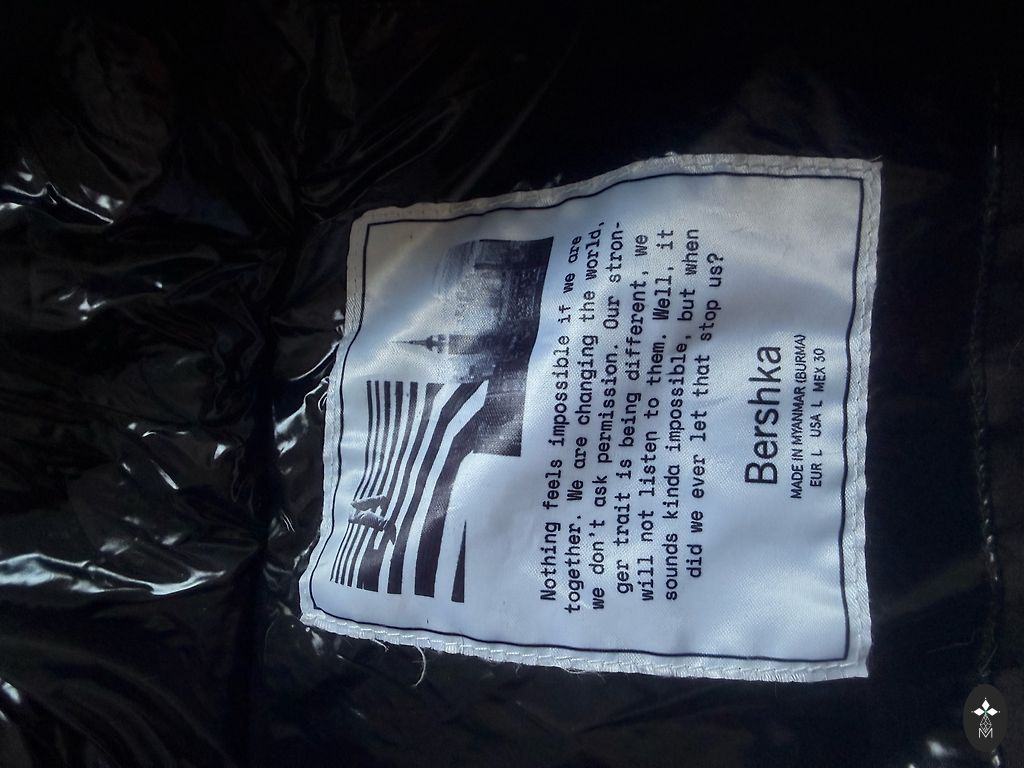 Nothing feels impossible if we are
together. We are changing the world,
we don't ask permission. Our stron-
ger trait is being different, we
will not listen to them. Well, it
sounds kinda impossible, but when
did we ever let that stop us?
Bershka
MADE IN MYANMAR (BURMA)
EUR L USA L MEX 30
M